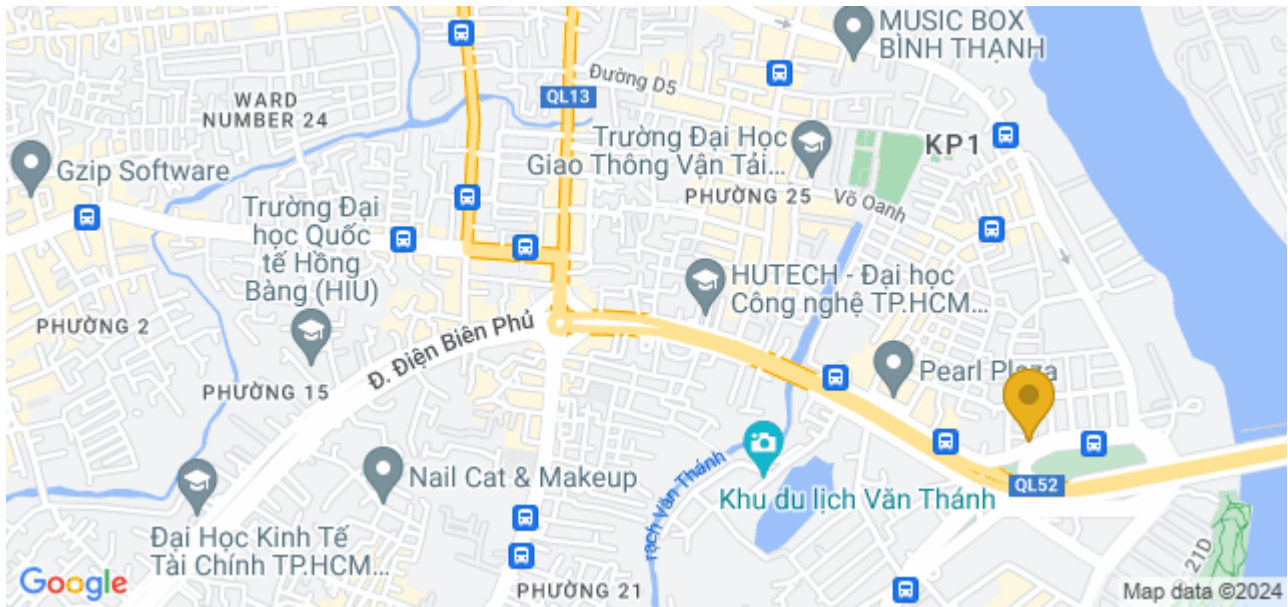 MUSIC BOX
BÌNH THẠNH
Đường D5
QL13
WARD
NUMBER 24
Trường Đại Học
Giao Thông Vận Tải...
KP1
Gzip Software
PHƯỜNG 25
Võ Oanh
Trường Đại
học Quốc
tế Hồng
Bàng (HIU)
HUTECH - Đại học
Công nghệ TP.HCM...
PHƯỜNG 2
Đ. Điện Biên Phủ
Pearl Plaza
PHƯỜNG 15
Nail Cat & Makeup
rạch Văn Thánh
Khu du lịch Văn Thánh
QL52
Đại Học Kinh Tế
Tài Chính TP.HCM...
21D
PHƯỜNG 21
Google
Map data ©2024